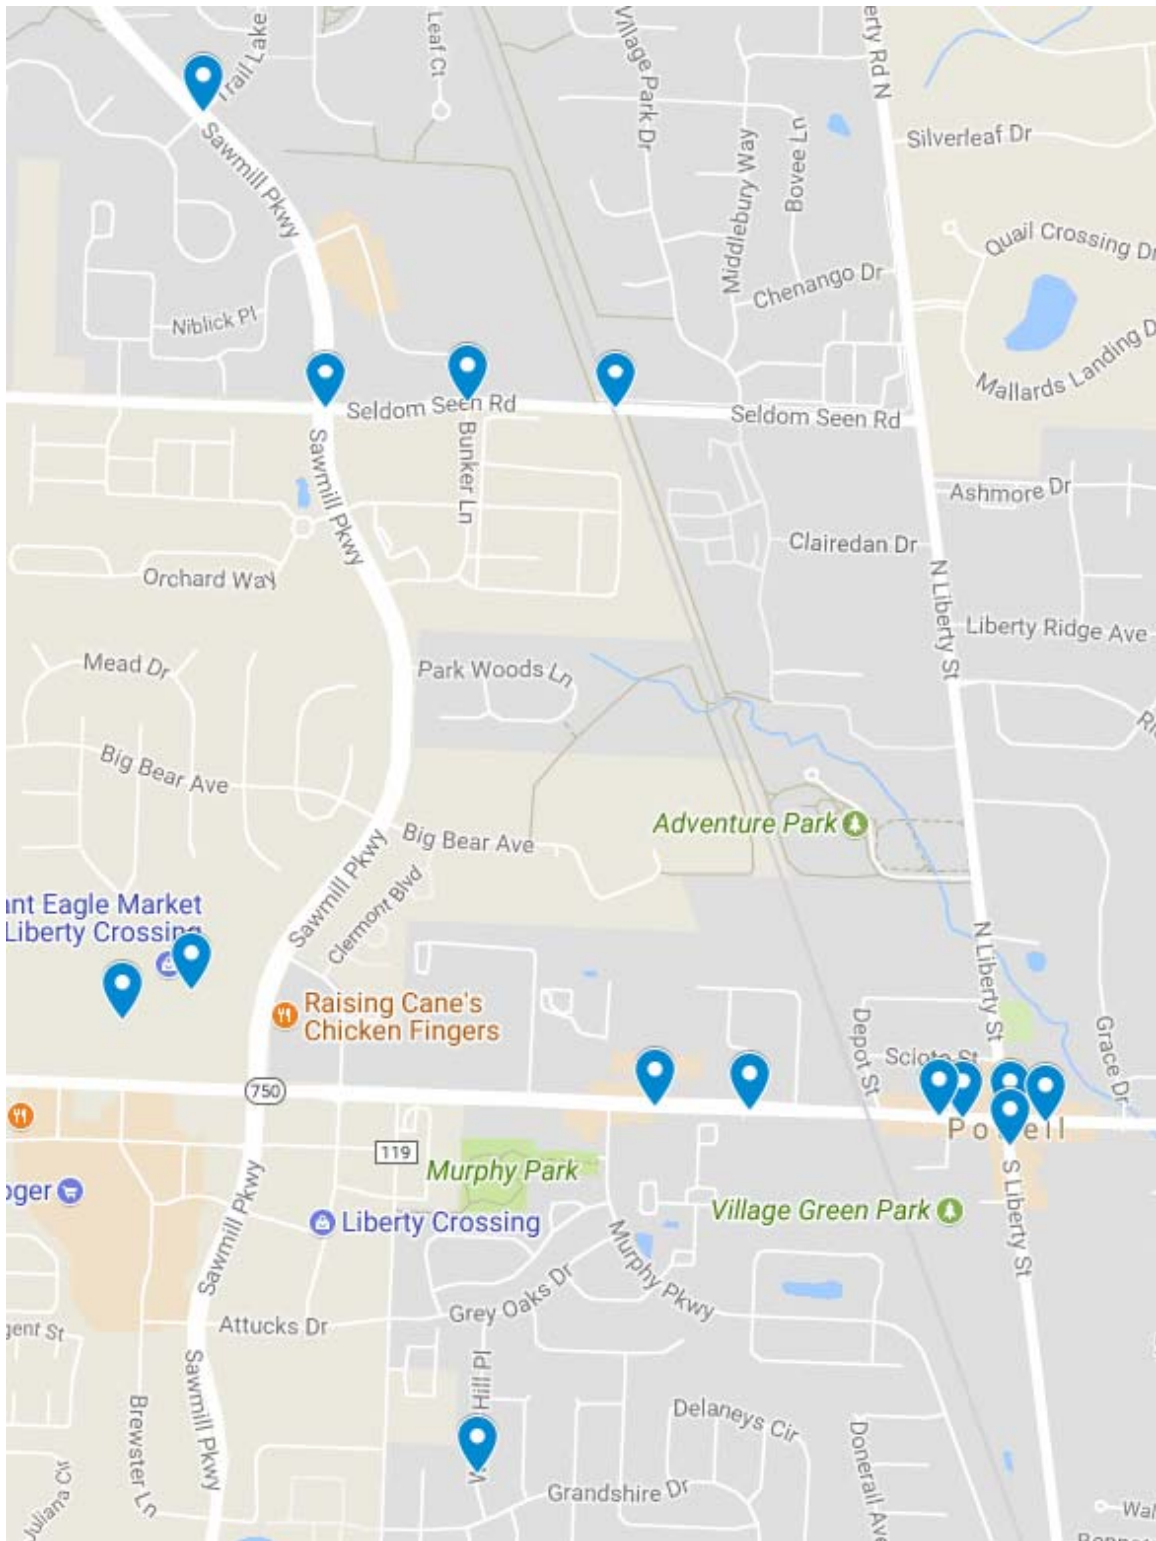 Trail Lake
Leaf Ct
Village Park Dr
erty Rd N
Silverleaf Dr
Bovee Ln
Middlebury Way
Sawmill Pkwy
Quail Crossing Dr
Chenango Dr
Niblick Pl
Mallards Landing D
Seldom Seen Rd
Seldom Seen Rd
Bunker Ln
Sawmill Pkwy
Ashmore Dr
Clairedan Dr
Orchard Way
N Liberty St
Liberty Ridge Ave
Mead Dr
Park Woods Ln
Big Bear Ave
Adventure Park
Big Bear Ave
Sawmill Pkwy
Clermont Blvd
ant Eagle Market
Liberty Crossing
N Liberty St
Raising Cane's
Chicken Fingers
Depot St
Scioto St
Grace Dr
750
Powell
119
Murphy Park
oger
Liberty Crossing
Village Green Park
S Liberty St
Sawmill Pkwy
Murphy Pkwy
Grey Oaks Dr
Attucks Dr
gent St
Hill Pl
Sawmill Pkwy
Brewster Ln
Delaneys Cir
Donerail Ave
Grandshire Dr
Juliana Cir
Wal